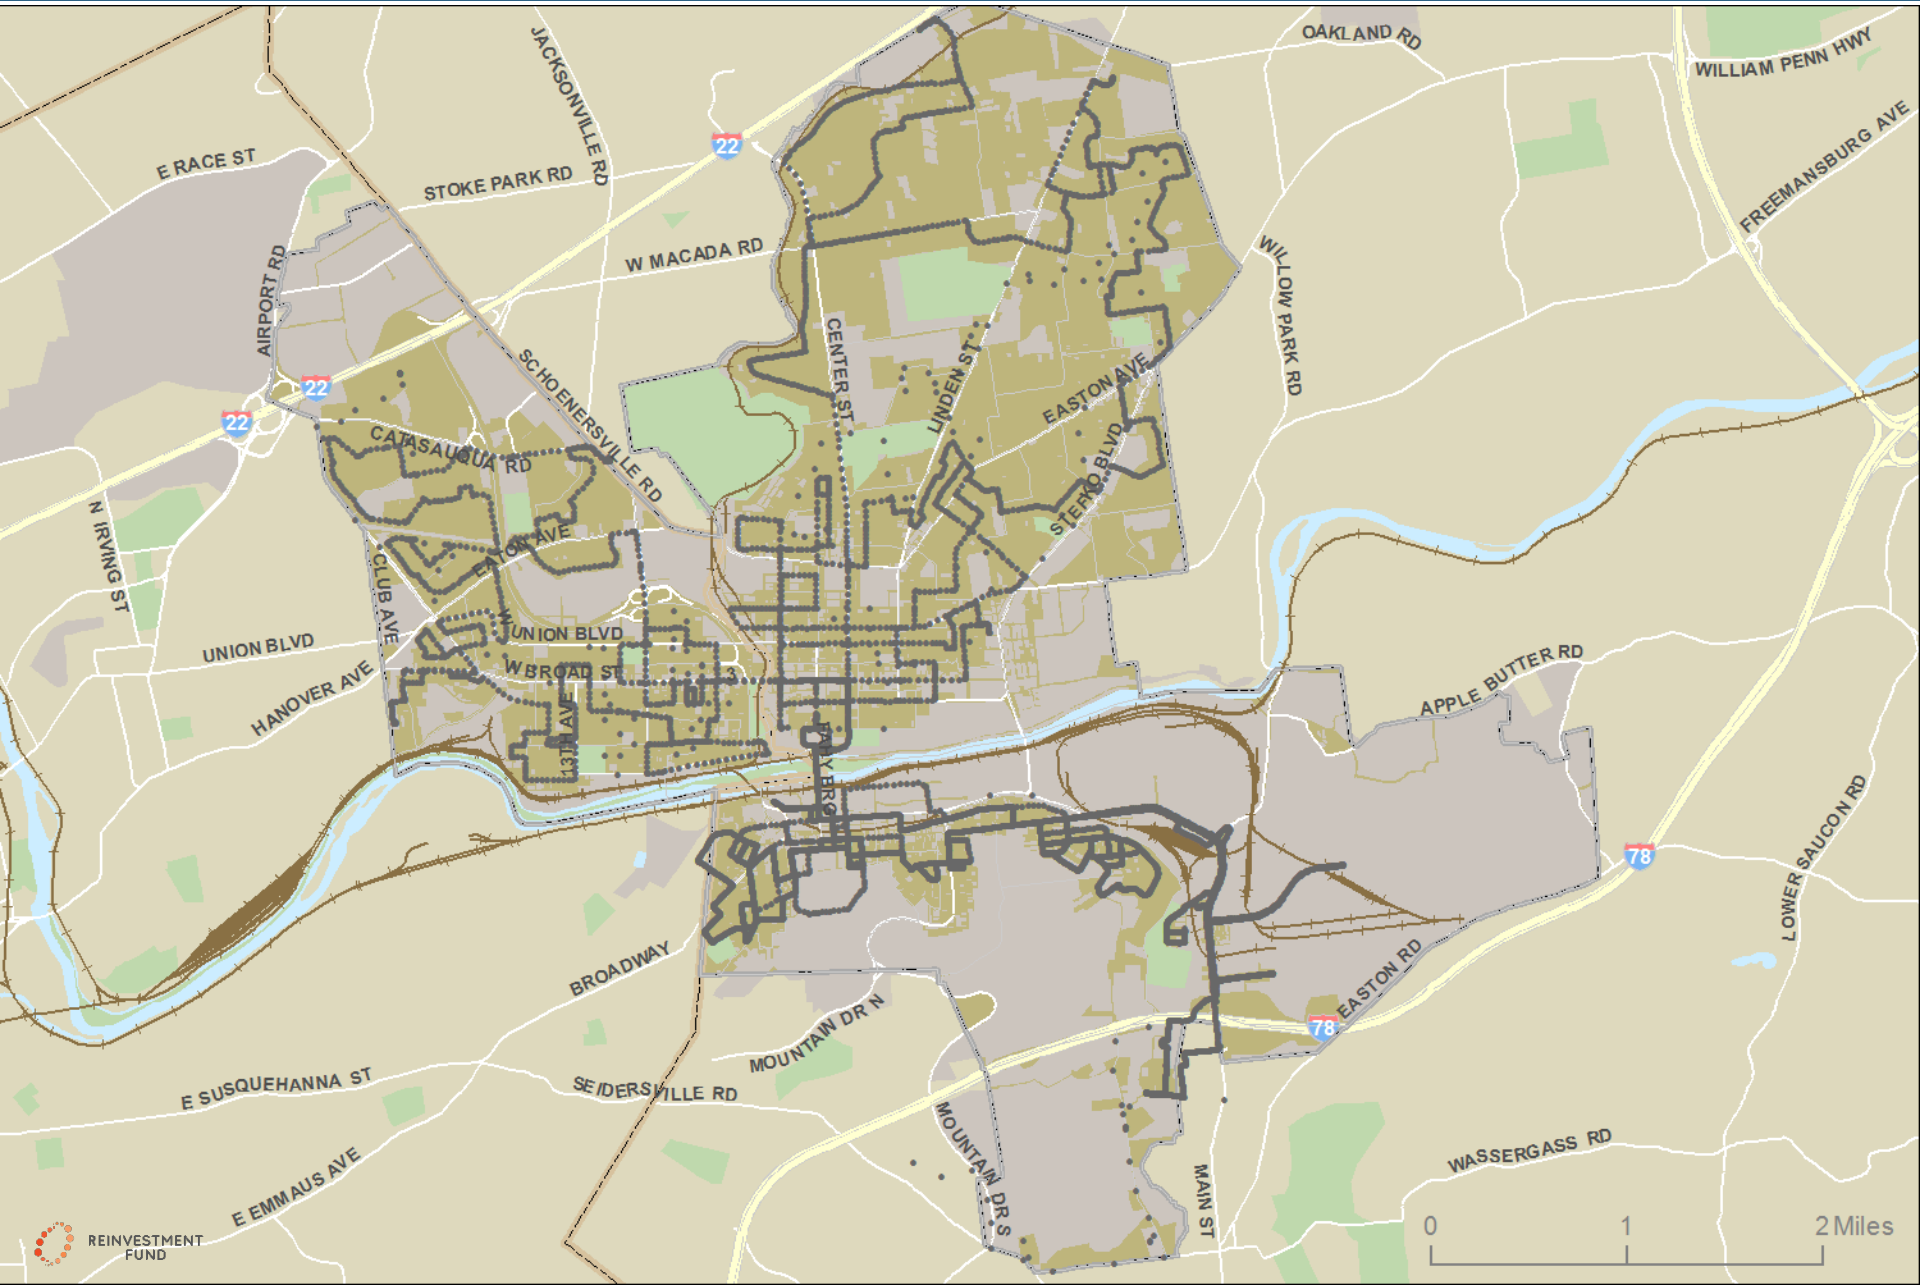 JACKSONVILLE RD
OAKLAND RD
WILLIAM PENN HWY
22
E RACE ST
STOKE PARK RD
FREEMANSBURG AVE
W MACADA RD
AIRPORT RD
WILLOW PARK RD
CENTER ST
SCHOENERSVILLE RD
LINDEN ST
EASTON AVE
22
22
CATASAUQUA RD
STEFKO BLVD
N IRVING ST
EATON AVE
CLUB AVE
UNION BLVD
W UNION BLVD
HANOVER AVE
W BROAD ST
3
13TH AVE
APPLE BUTTER RD
FAHY BRG
LOWER SAUCON RD
78
BROADWAY
EASTON RD
78
MOUNTAIN DR N
E SUSQUEHANNA ST
SEIDERSVILLE RD
MOUNTAIN DR S
MAIN ST
WASSERGASS RD
E EMMAUS AVE
REINVESTMENT
FUND
0 1 2 Miles